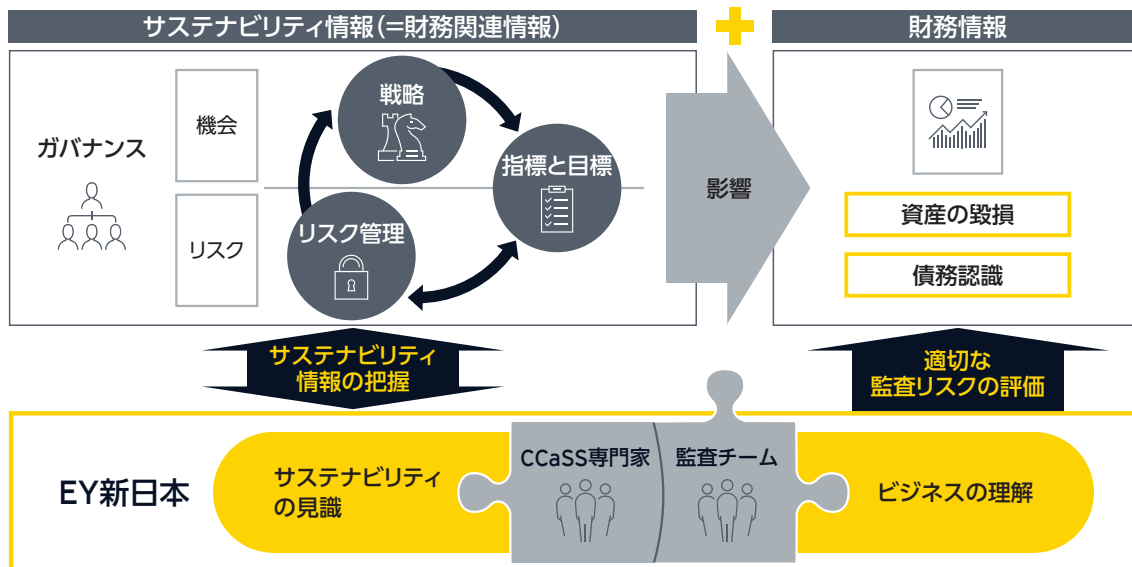 サステナビリティ情報(=財務関連情報)
財務情報
ガバナンス
機会
リスク
戦略
指標と目標
リスク管理
影響
資産の毀損
債務認識
サステナビリティ
情報の把握
適切な
監査リスクの評価
EY新日本
サステナビリティ
の見識
CCaSS専門家
監査チーム
ビジネスの理解